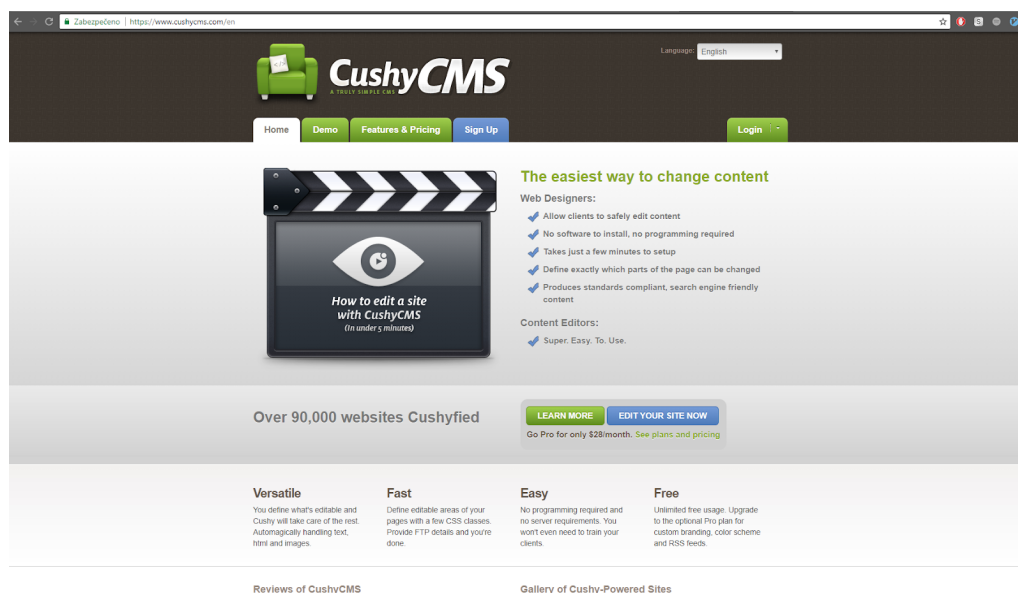 Zabezpečeno | https://www.cushycms.com/en
Language: English
</>
CushyCMS
A TRULY SIMPLE CMS
Home Demo Features & Pricing Sign Up Login
The easiest way to change content
Web Designers:
Allow clients to safely edit content
No software to install, no programming required
Takes just a few minutes to setup
Define exactly which parts of the page can be changed
Produces standards compliant, search engine friendly
content
Content Editors:
Super. Easy. To. Use.
How to edit a site
with CushyCMS
(In under 5 minutes)
Over 90,000 websites Cushyfied
LEARN MORE EDIT YOUR SITE NOW
Go Pro for only $28/month. See plans and pricing
Versatile
You define what's editable and
Cushy will take care of the rest.
Automagically handling text,
html and images.
Fast
Define editable areas of your
pages with a few CSS classes.
Provide FTP details and you're
done.
Easy
No programming required and
no server requirements. You
won't even need to train your
clients.
Free
Unlimited free usage. Upgrade
to the optional Pro plan for
custom branding, color scheme
and RSS feeds.
Reviews of CushyCMS
Gallery of Cushy-Powered Sites